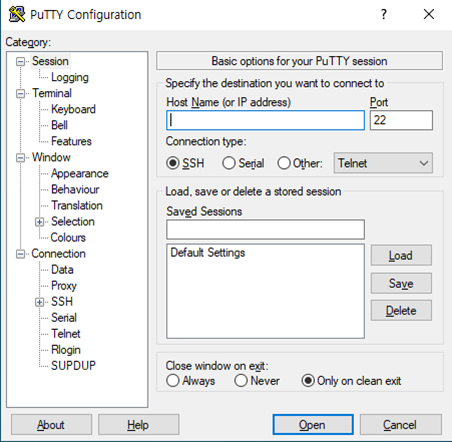 PuTTY Configuration
?
Category:
Session
Logging
Terminal
Keyboard
Bell
Features
Window
Appearance
Behaviour
Translation
Selection
Colours
Connection
Data
Proxy
SSH
Serial
Telnet
Rlogin
SUPDUP
Basic options for your PuTTY session
Specify the destination you want to connect to
Host Name (or IP address) Port
22
Connection type:
SSH Serial Other: Telnet
Load, save or delete a stored session
Saved Sessions
Default Settings
Load
Save
Delete
Close window on exit:
Always Never Only on clean exit
About Help Open Cancel